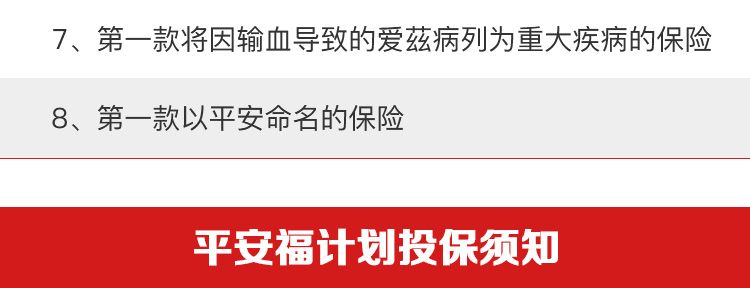 7、第一款将因输血导致的爱茲病列为重大疾病的保险
8、第一款以平安命名的保险
平安福计划投保须知